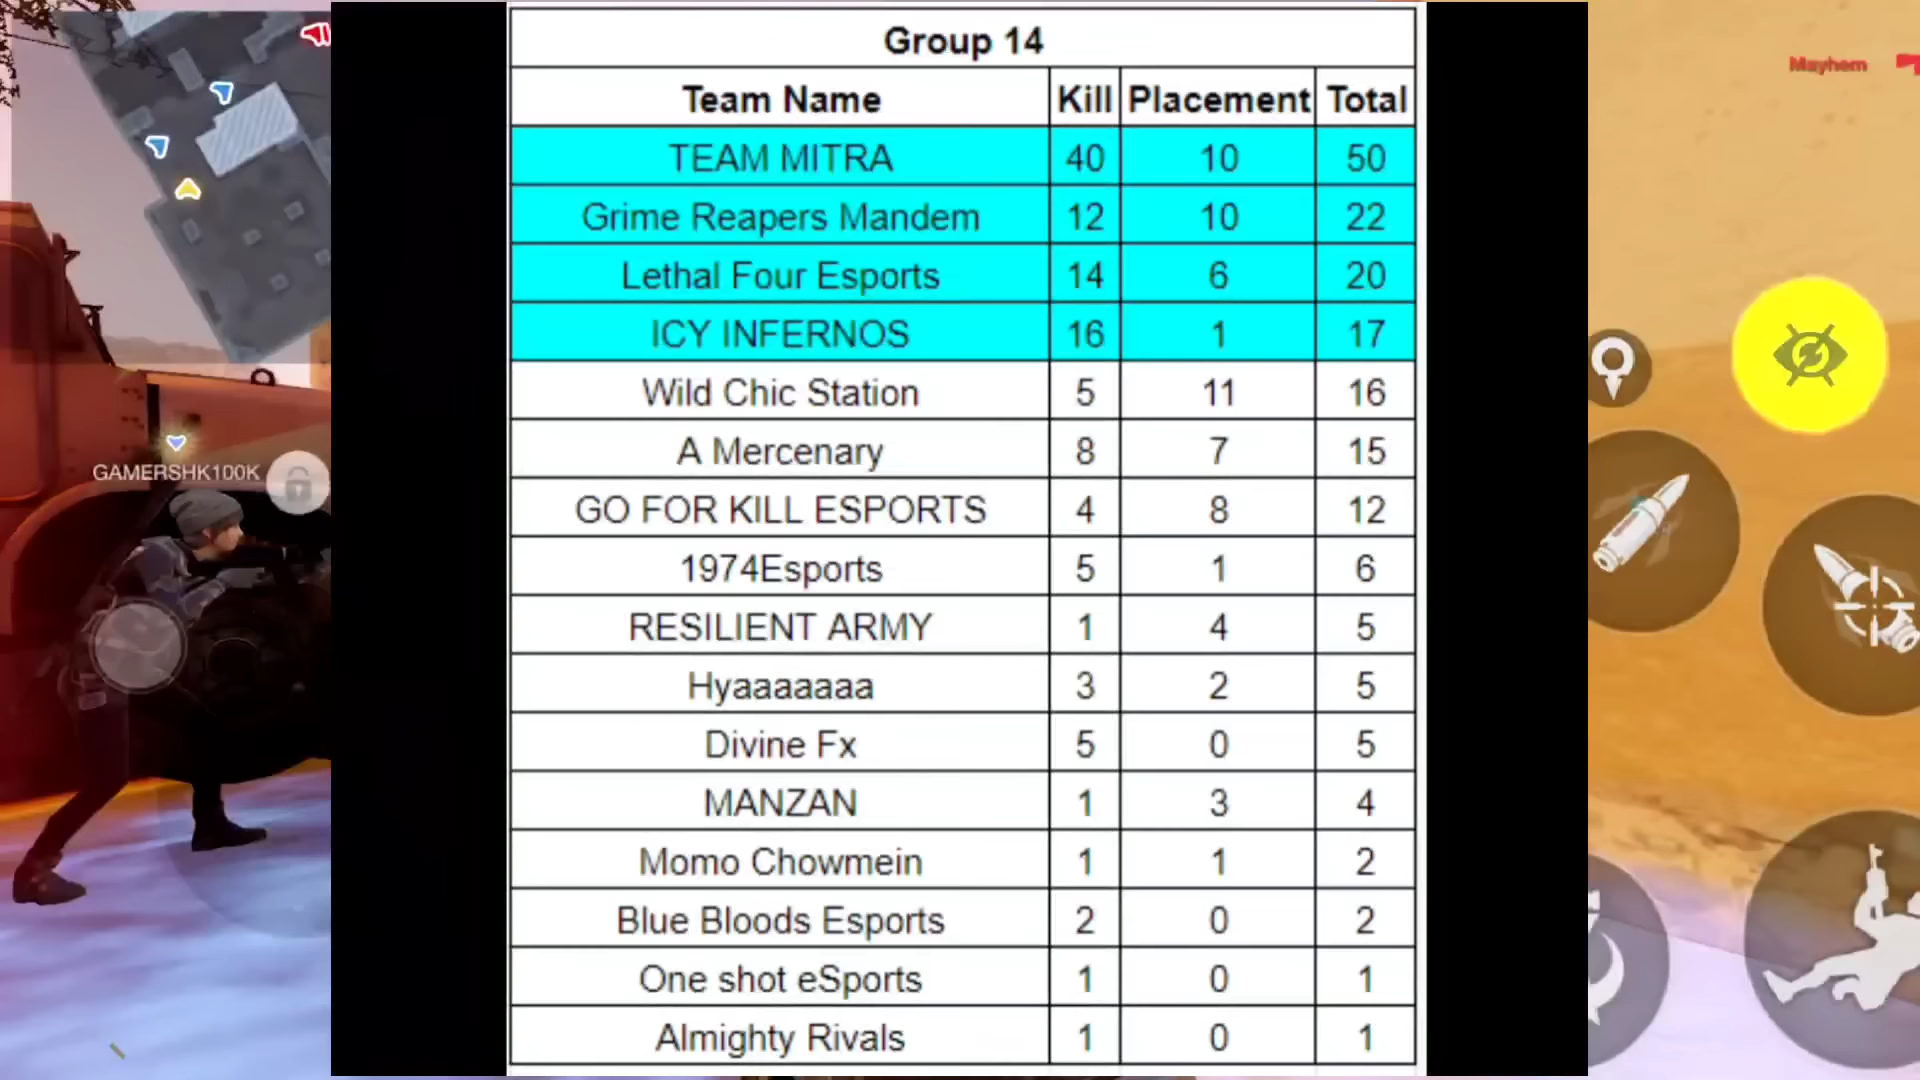 Group 14
Team Name Kill Placement Total
TEAM MITRA 40 10 50
Grime Reapers Mandem 12 10 22
Lethal Four Esports 14 6 20
ICY INFERNOS 16 1 17
Wild Chic Station 5 11 16
A Mercenary 8 7 15
GO FOR KILL ESPORTS 4 8 12
1974Esports 5 1 6
RESILIENT ARMY 1 4 5
Hyaaaaaaa 3 2 5
Divine Fx 5 0 5
MANZAN 1 3 4
Momo Chowmein 1 1 2
Blue Bloods Esports 2 0 2
One shot eSports 1 0 1
Almighty Rivals 1 0 1
GAMERSHK100K
Mayhem